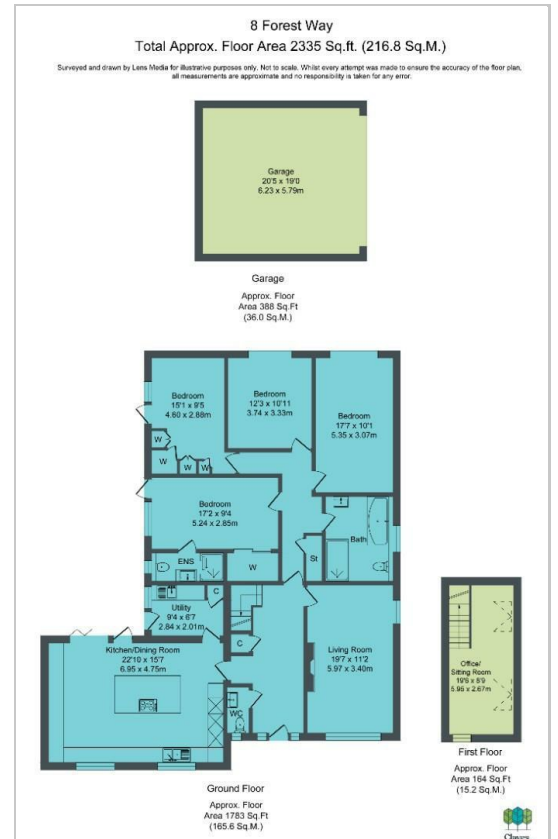 8 Forest Way
Total Approx. Floor Area 2335 Sq.ft. (216.8 Sq.M.)
Surveyed and drawn by Lens Media for illustrative purposes only. Not to scale. Whilst every attempt was made to ensure the accuracy of the floor plan,
all measurements are approximate and no responsibility is taken for any error.
Garage
20'5 x 19'0
6.23 x 5.79m
Garage
Approx. Floor
Area 388 Sq.Ft
(36.0 Sq.M.)
Bedroom
15'1 x 9'5
4.60 x 2.88m
Bedroom
12'3 x 10'11
3.74 x 3.33m
Bedroom
17'7 x 10'1
5.35 x 3.07m
W
W
W
W
Bedroom
17'2 x 9'4
5.24 x 2.85m
Bath
ENS
W
St
Utility
9'4 x 6'7
2.84 x 2.01m
C
Kitchen/Dining Room
22'10 x 15'7
6.95 x 4.75m
C
Living Room
19'7 x 11'2
5.97 x 3.40m
WC
Office/
Sitting Room
19'6 x 8'9
5.96 x 2.67m
First Floor
Approx. Floor
Area 164 Sq.Ft
(15.2 Sq.M.)
Ground Floor
Approx. Floor
Area 1783 Sq.Ft
(165.6 Sq.M.)